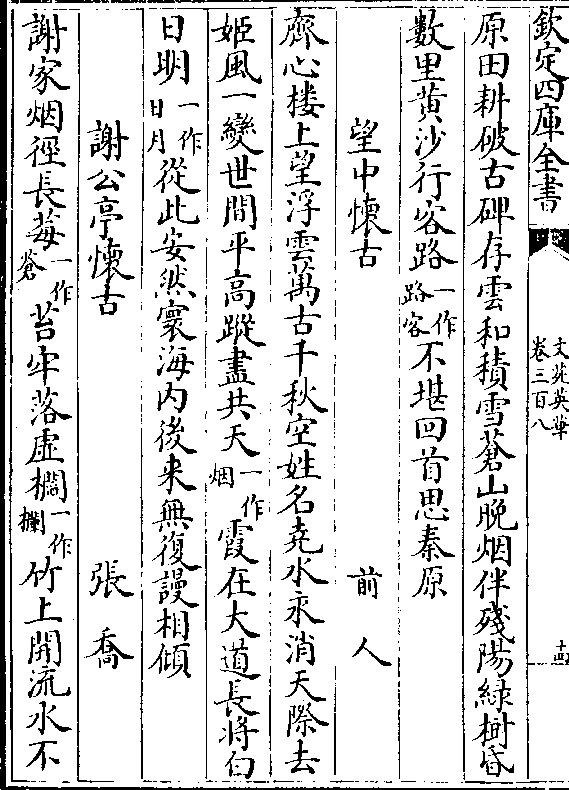 欽定四庫全書
文苑英華
卷三百八
十四
原田耕破古碑存雲和積雪蒼山晩烟伴殘陽緑樹昏
數里黄沙行客路一作路客不堪回首思秦原
望中懷古 前人
齊心樓上望浮雲萬古千秋空姓名堯水永消天際去
姬風一變世間平高蹤盡共天一作烟霞在大道長將白
日明一作日月從此安然寰海内後來無復謾相傾
謝公亭懷古 張喬
謝家烟徑長莓一作蒼苔牢落虚櫩一作欄竹上開流水不